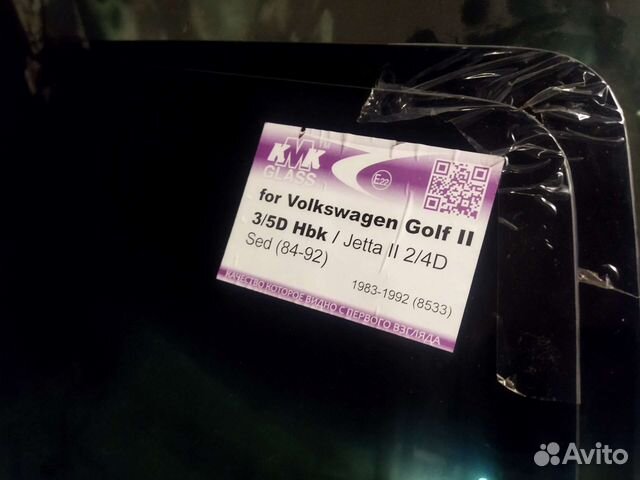 KMK TM
GLASS
E22
for Volkswagen Golf II
3/5D Hbk / Jetta II 2/4D
Sed (84-92)
1983-1992 (8533)
КАЧЕСТВО КОТОРОЕ ВИДНО С ПЕРВОГО ВЗГЛЯДА
Avito